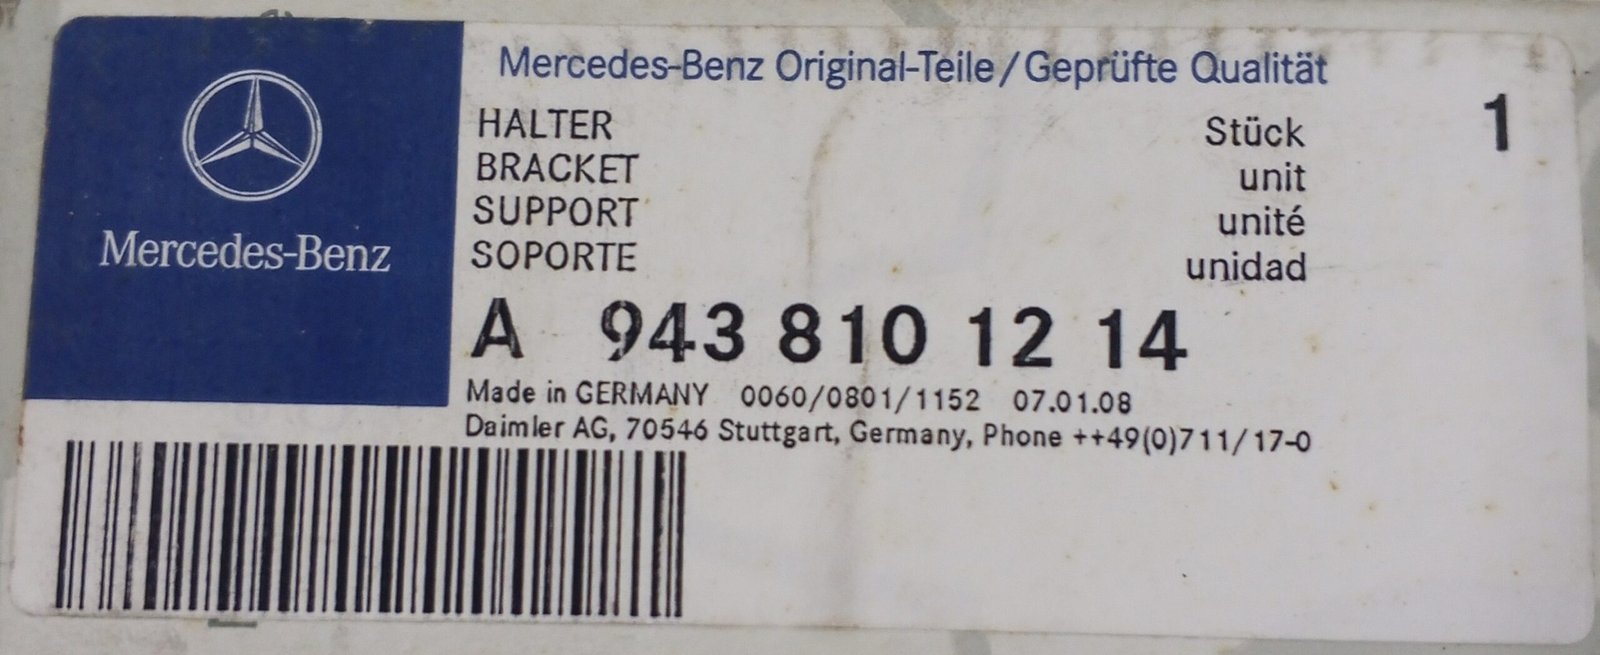 Mercedes-Benz
Mercedes-Benz Original-Teile/Geprüfte Qualität
HALTER Stück 1
BRACKET unit
SUPPORT unité
SOPORTE unidad
A 943 810 12 14
Made in GERMANY 0060/0801/1152 07.01.08
Daimler AG, 70546 Stuttgart, Germany, Phone ++49(0)711/17-0